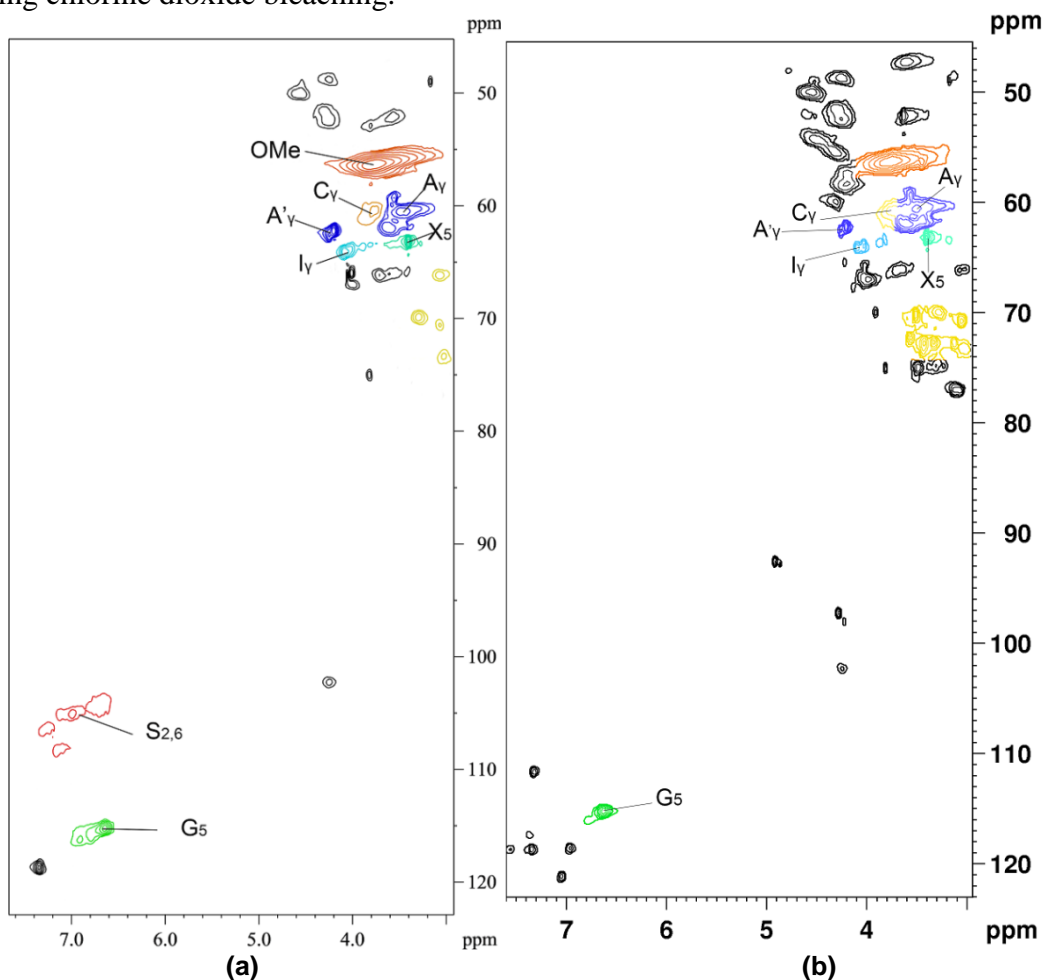 ing chlorine dioxide bleaching.
ppm
50
60
70
80
90
100
110
120
OMe
Cγ
Aγ
A'γ
X5
Iγ
S2,6
G5
7.0
6.0
5.0
4.0
ppm
(a)
ppm
50
60
70
80
90
100
110
120
Aγ
Cγ
A'γ
Iγ
X5
G5
7
6
5
4
ppm
(b)